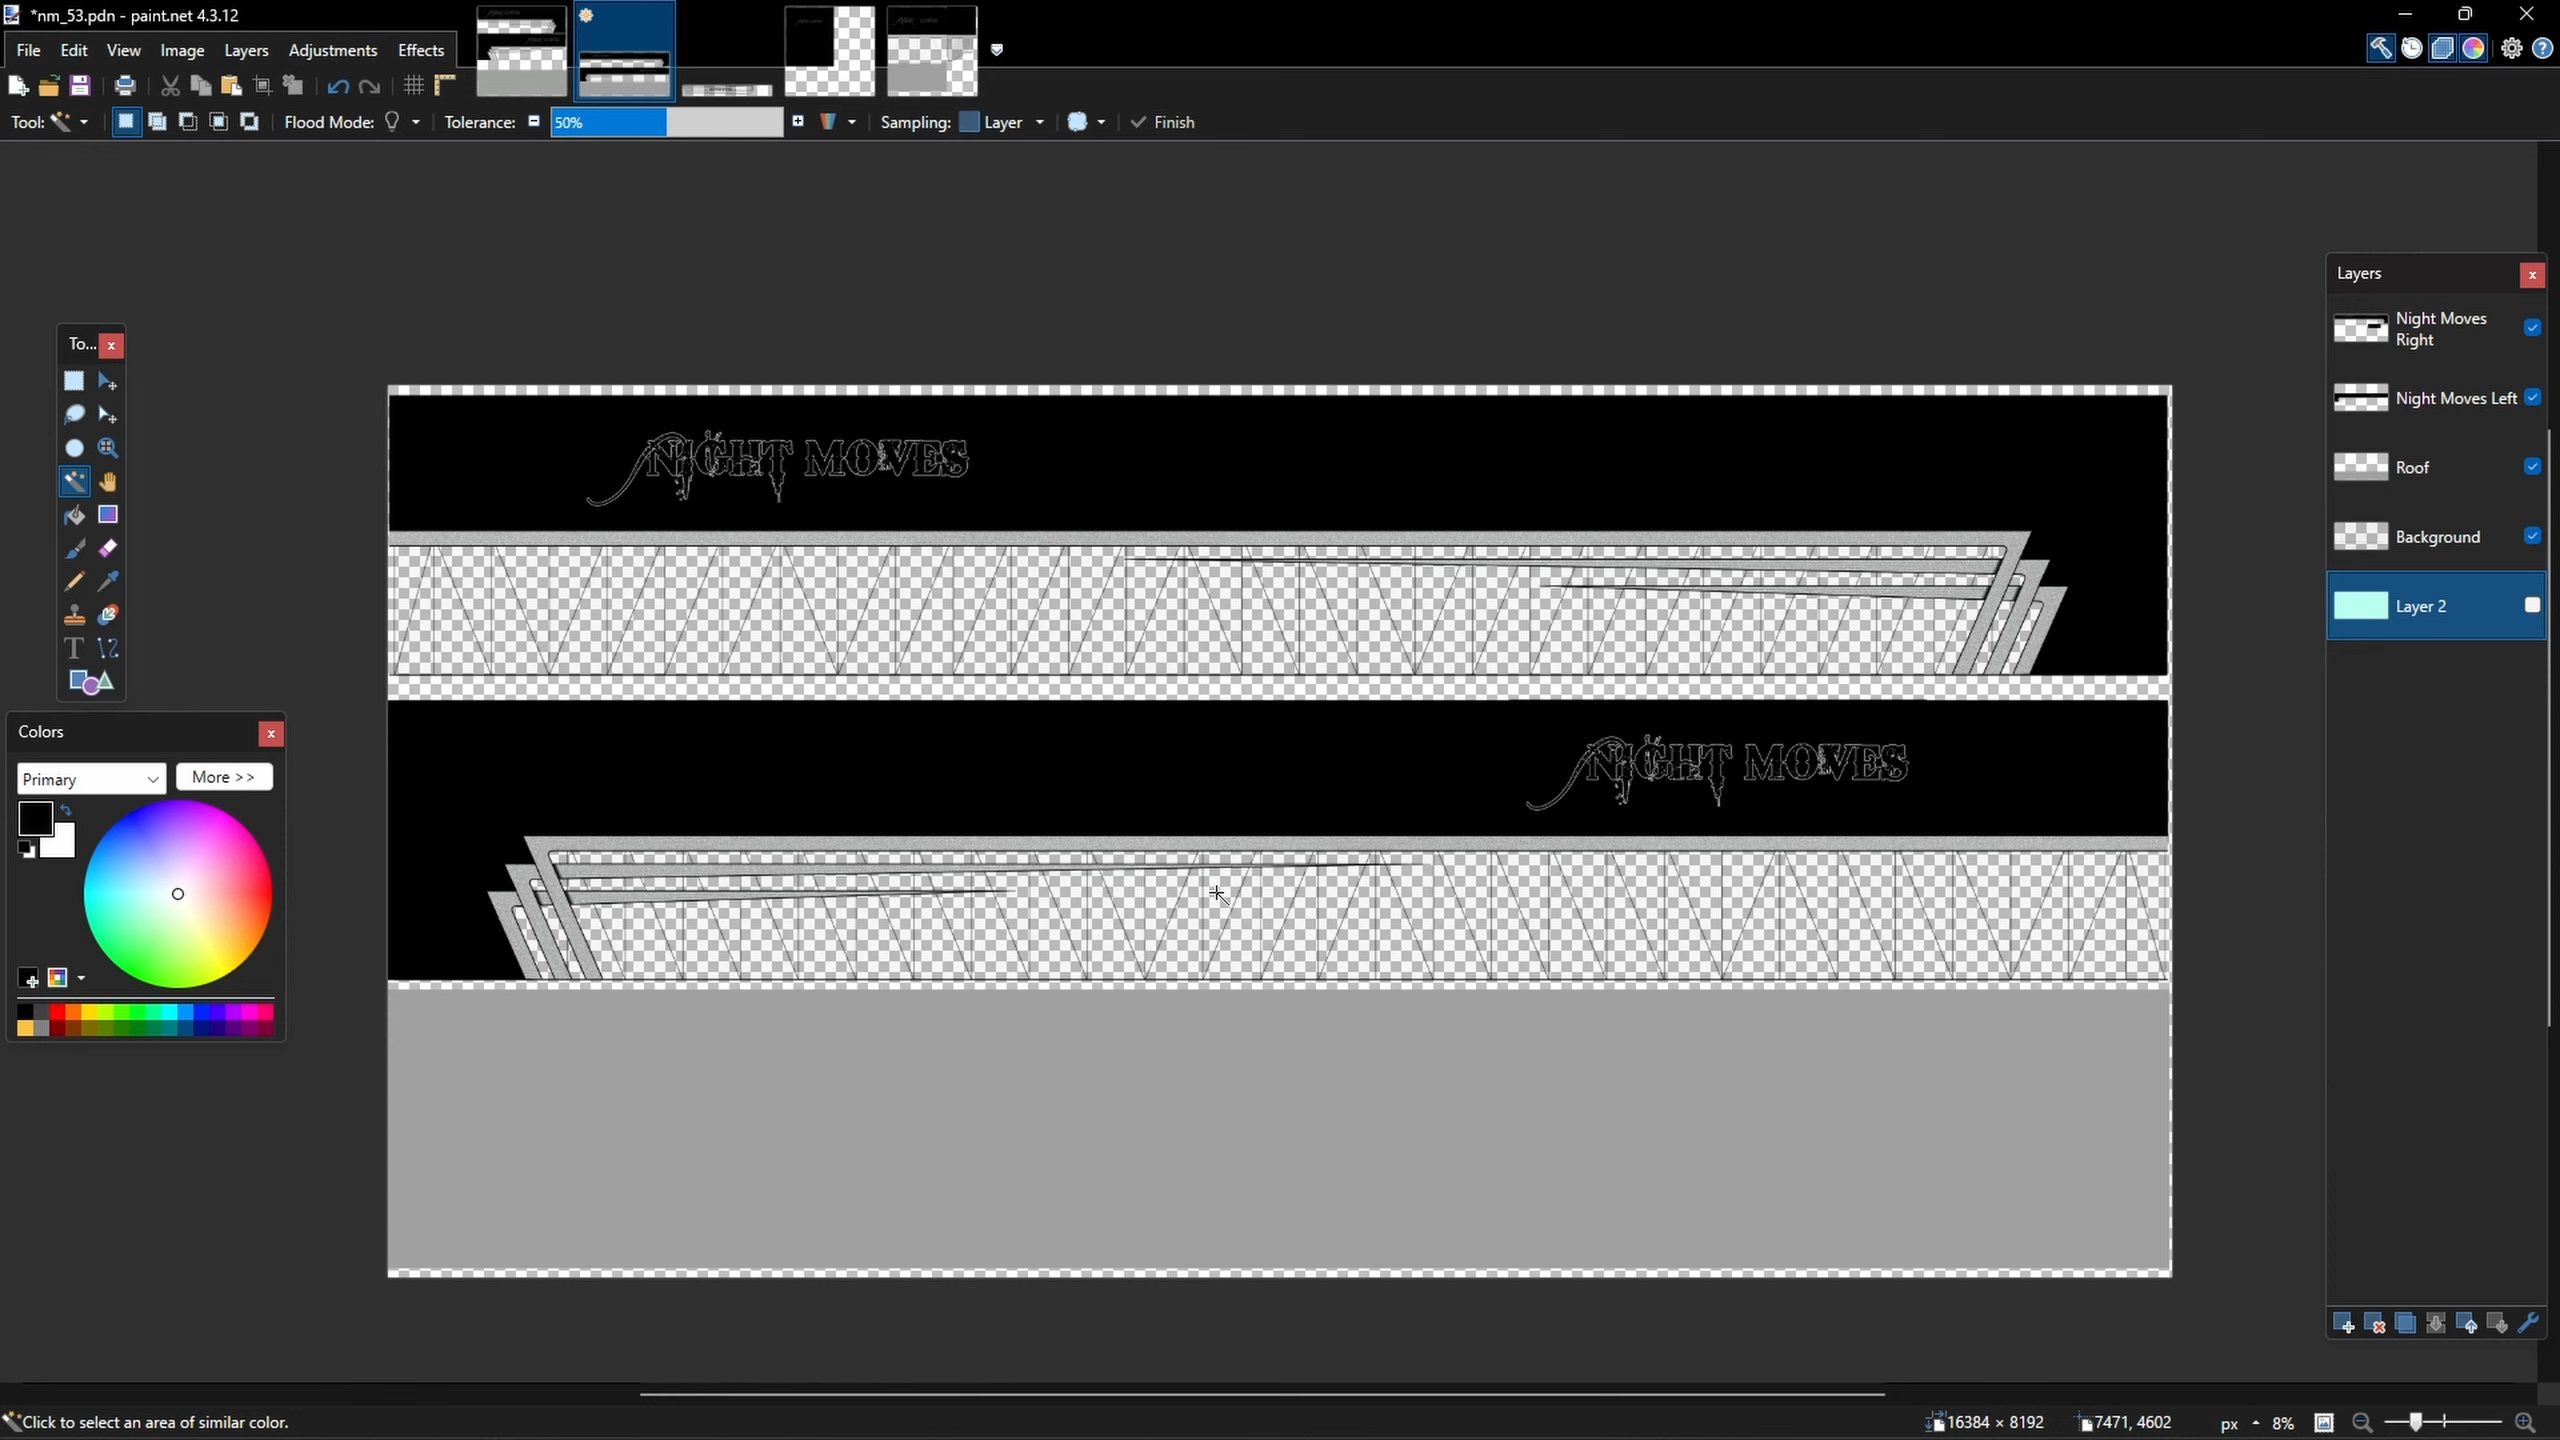 *nm_53.pdn - paint.net 4.3.12
File Edit View Image Layers Adjustments Effects
Tool: Flood Mode: Tolerance: 50% Sampling: Layer Finish
Layers
Night Moves
Right
Night Moves Left
Roof
Background
Layer 2
To...
Colors
Primary
More >>
NIGHT MOVES
NIGHT MOVES
Click to select an area of similar color.
16384 × 8192
7471, 4602
px
8%